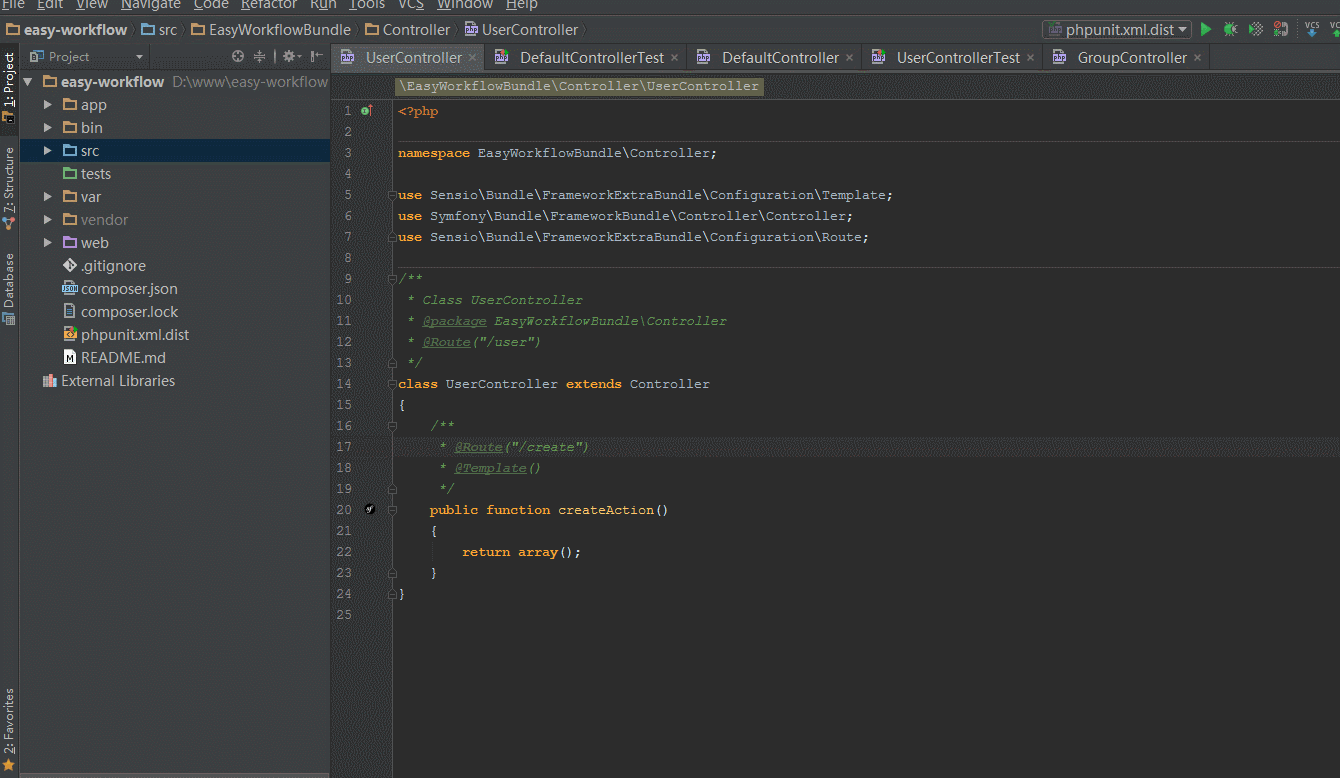 File Edit View Navigate Code Refactor Run Tools VCS Window Help
easy-workflow src EasyWorkflowBundle Controller UserController phpunit.xml.dist VCS
Project
UserController DefaultControllerTest DefaultController UserControllerTest GroupController
1: Project
7: Structure
Database
2: Favorites
easy-workflow D:\www\easy-workflow
app
bin
src
tests
var
vendor
web
.gitignore
composer.json
composer.lock
phpunit.xml.dist
README.md
External Libraries
\EasyWorkflowBundle\Controller\UserController
1 <?php
2
3 namespace EasyWorkflowBundle\Controller;
4
5 use Sensio\Bundle\FrameworkExtraBundle\Configuration\Template;
6 use Symfony\Bundle\FrameworkBundle\Controller\Controller;
7 use Sensio\Bundle\FrameworkExtraBundle\Configuration\Route;
8
9 /**
10 * Class UserController
11 * @package EasyWorkflowBundle\Controller
12 * @Route("/user")
13 */
14 class UserController extends Controller
15 {
16 /**
17 * @Route("/create")
18 * @Template()
19 */
20 public function createAction()
21 {
22 return array();
23 }
24 }
25